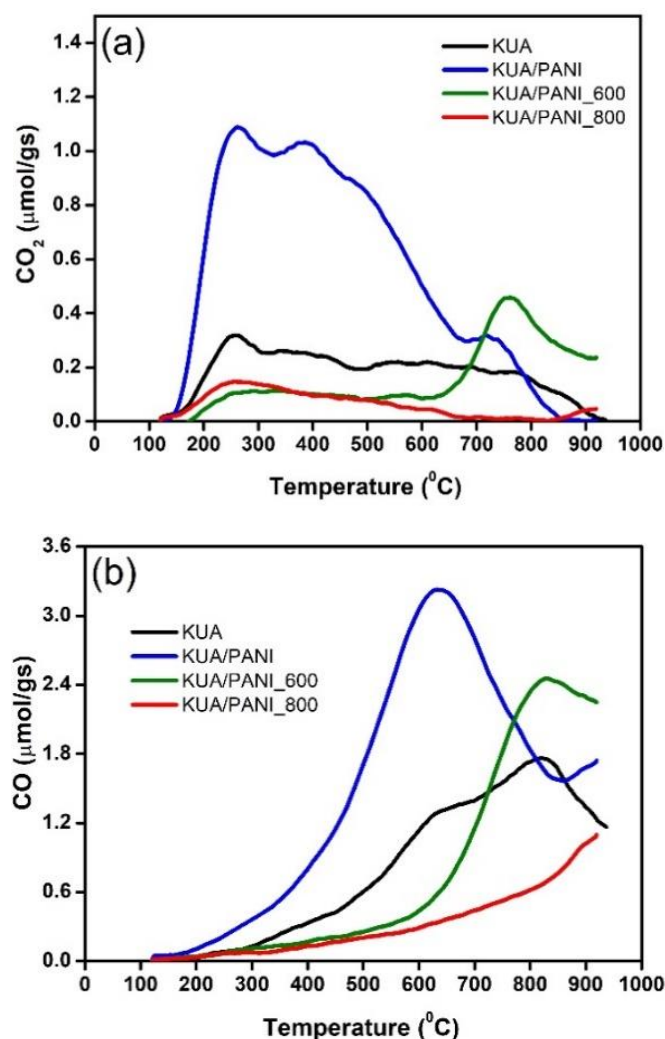 (a)
KUA
KUA/PANI
KUA/PANI_600
KUA/PANI_800
CO2 (μmol/gs)
1.4
1.2
1.0
0.8
0.6
0.4
0.2
0.0
0 100 200 300 400 500 600 700 800 900 1000
Temperature (⁰C)
(b)
KUA
KUA/PANI
KUA/PANI_600
KUA/PANI_800
CO (μmol/gs)
3.6
3.0
2.4
1.8
1.2
0.6
0.0
0 100 200 300 400 500 600 700 800 900 1000
Temperature (⁰C)